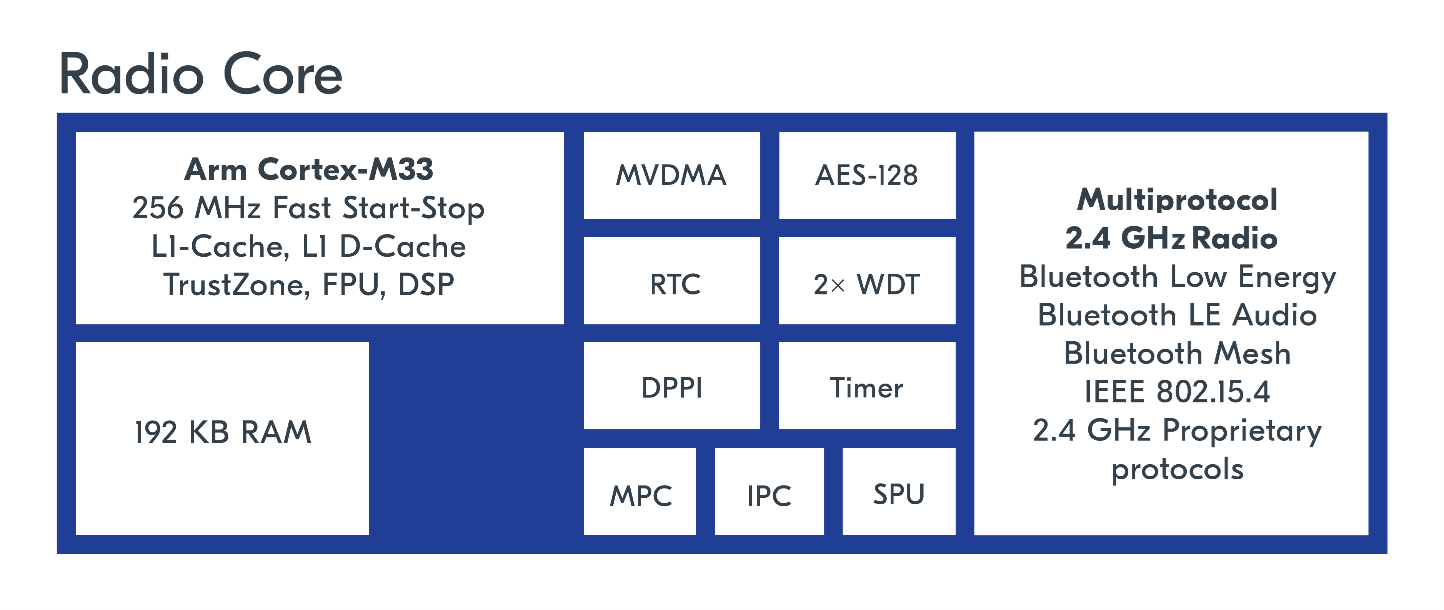 Radio Core
Arm Cortex-M33
256 MHz Fast Start-Stop
L1-Cache, L1 D-Cache
TrustZone, FPU, DSP
192 KB RAM
MVDMA
AES-128
RTC
2× WDT
DPPI
Timer
MPC
IPC
SPU
Multiprotocol
2.4 GHz Radio
Bluetooth Low Energy
Bluetooth LE Audio
Bluetooth Mesh
IEEE 802.15.4
2.4 GHz Proprietary
protocols